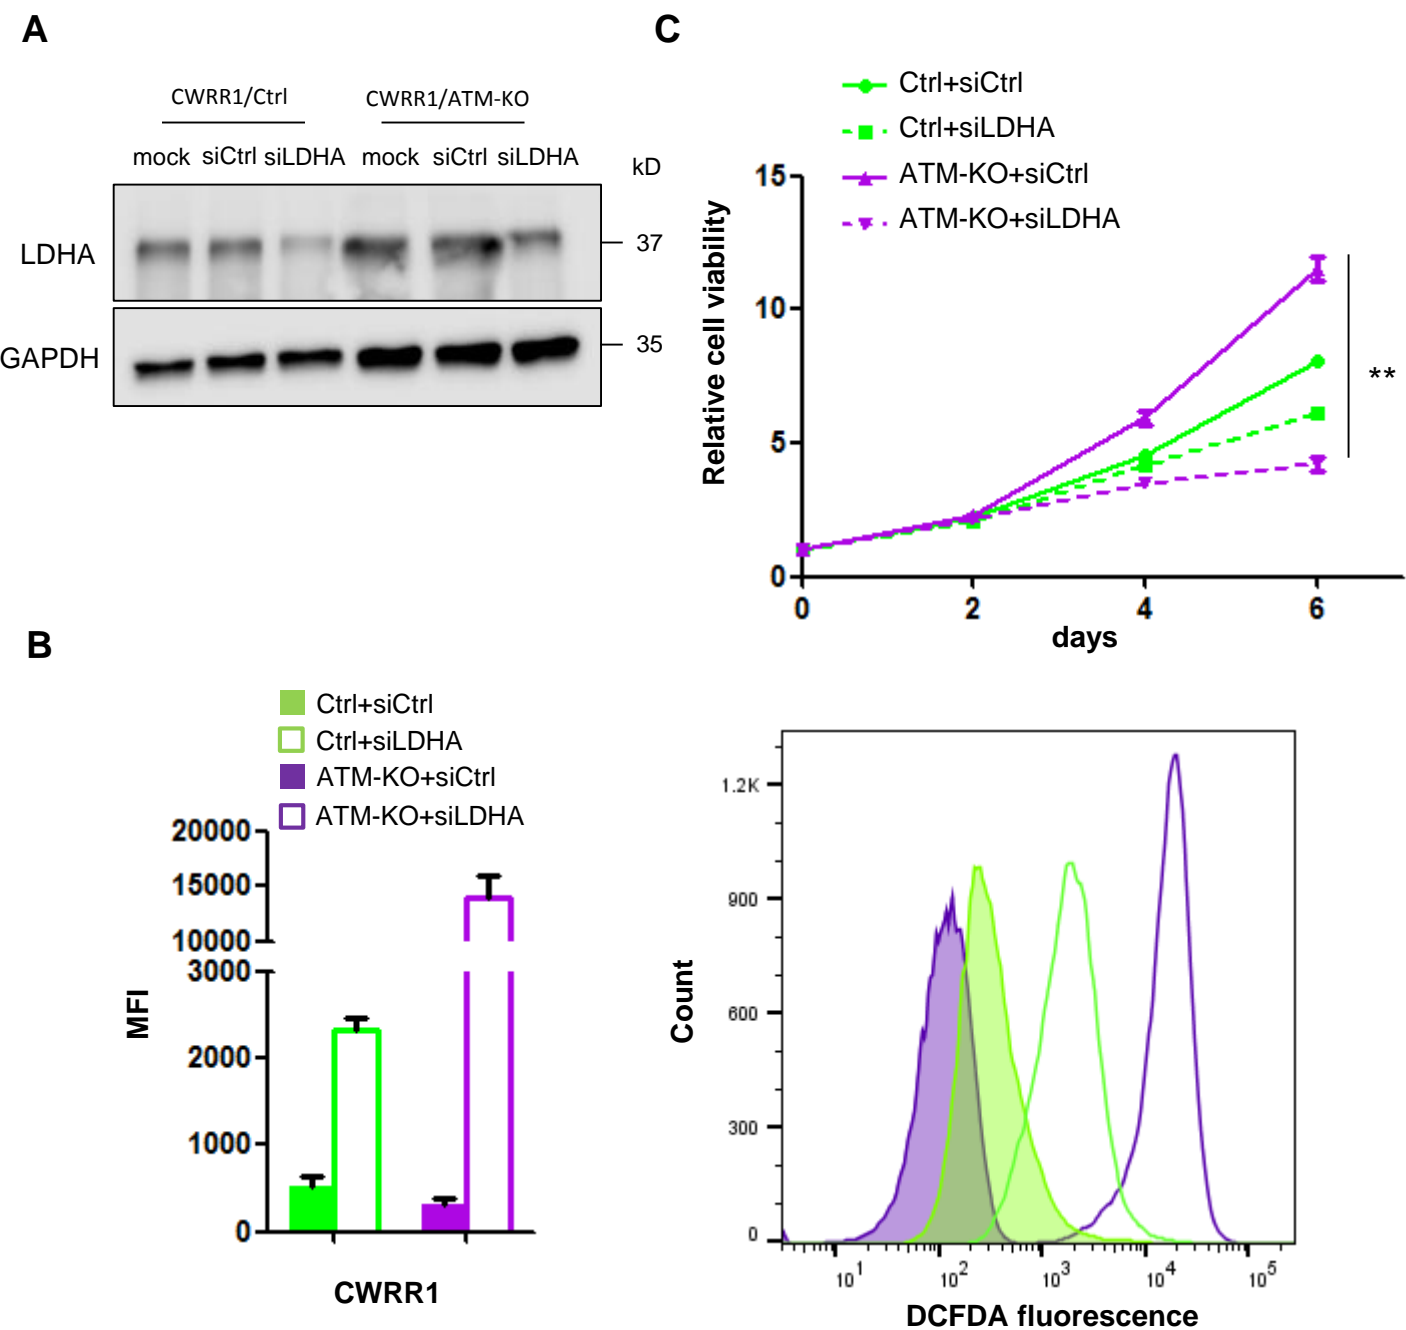 A
CWRR1/Ctrl CWRR1/ATM-KO
mock siCtrl siLDHA mock siCtrl siLDHA
kD
LDHA
37
GAPDH
35
C
Ctrl+siCtrl
Ctrl+siLDHA
ATM-KO+siCtrl
ATM-KO+siLDHA
Relative cell viability
15
10
5
0
**
0 2 4 6
days
B
Ctrl+siCtrl
Ctrl+siLDHA
ATM-KO+siCtrl
ATM-KO+siLDHA
MFI
20000
15000
10000
3000
2000
1000
0
CWRR1
Count
1.2K
900
600
300
0
10^1 10^2 10^3 10^4 10^5
DCFDA fluorescence